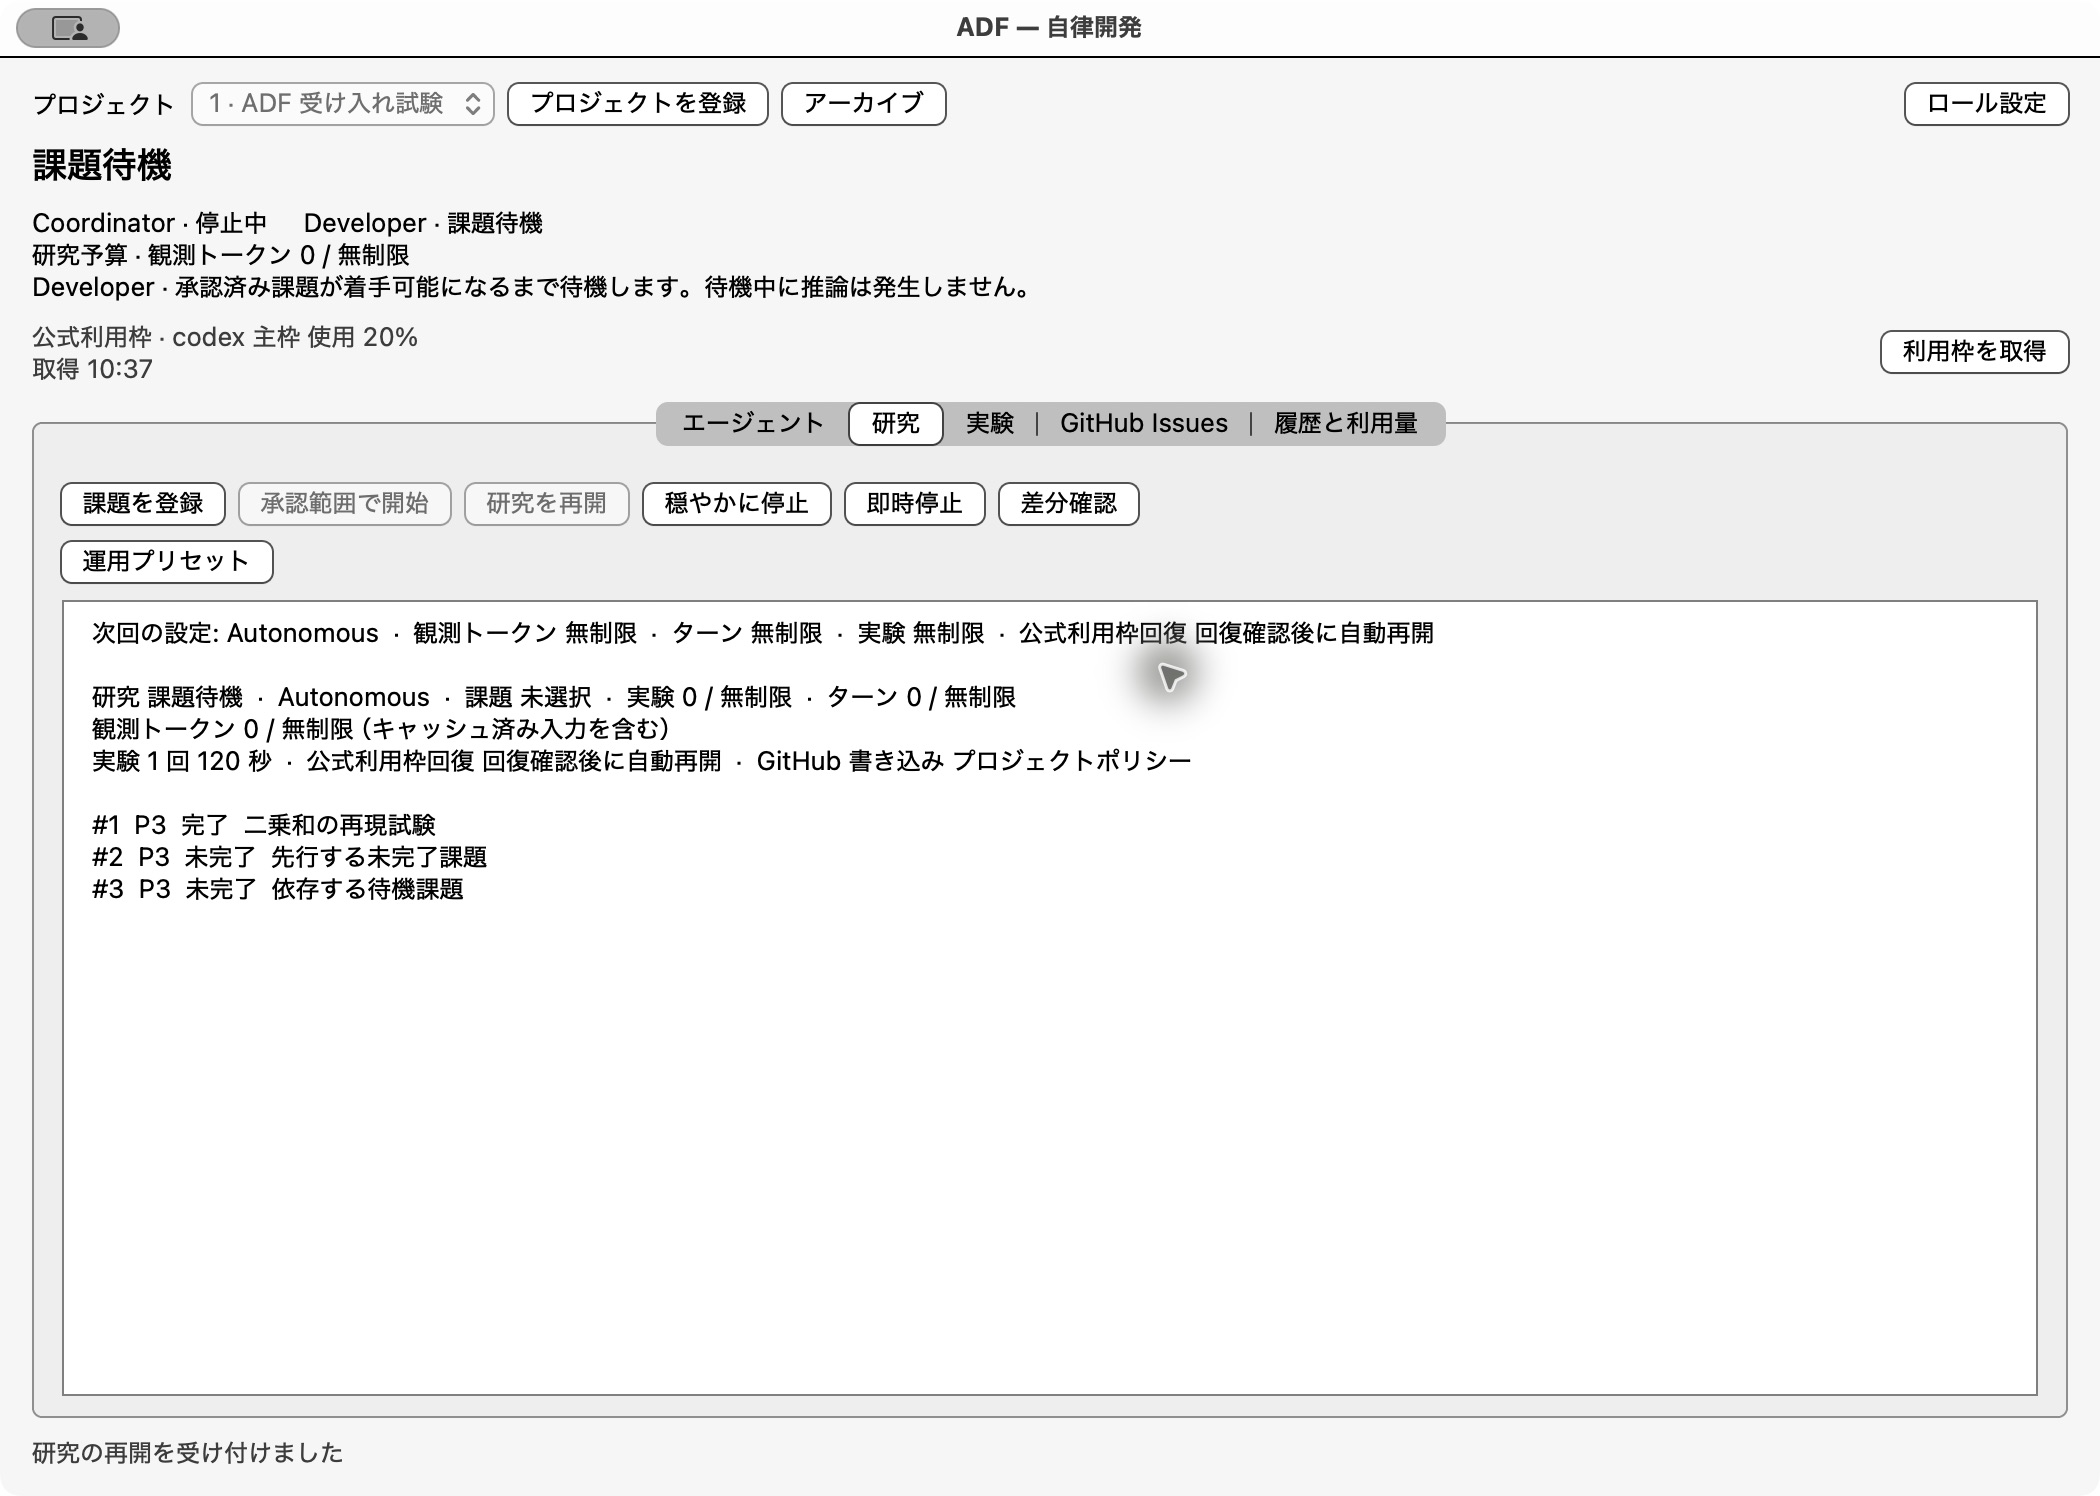 ADF — 自律開発
プロジェクト 1 · ADF 受け入れ試験 プロジェクトを登録 アーカイブ ロール設定
課題待機
Coordinator · 停止中 Developer · 課題待機
研究予算 · 観測トークン 0 / 無制限
Developer · 承認済み課題が着手可能になるまで待機します。待機中に推論は発生しません。
公式利用枠 · codex 主枠 使用 20%
取得 10:37
利用枠を取得
エージェント 研究 実験 GitHub Issues 履歴と利用量
課題を登録 承認範囲で開始 研究を再開 穏やかに停止 即時停止 差分確認
運用プリセット
次回の設定: Autonomous · 観測トークン 無制限 · ターン 無制限 · 実験 無制限 · 公式利用枠回復 回復確認後に自動再開
研究 課題待機 · Autonomous · 課題 未選択 · 実験 0 / 無制限 · ターン 0 / 無制限
観測トークン 0 / 無制限（キャッシュ済み入力を含む）
実験 1 回 120 秒 · 公式利用枠回復 回復確認後に自動再開 · GitHub 書き込み プロジェクトポリシー
#1 P3 完了 二乗和の再現試験
#2 P3 未完了 先行する未完了課題
#3 P3 未完了 依存する待機課題
研究の再開を受け付けました